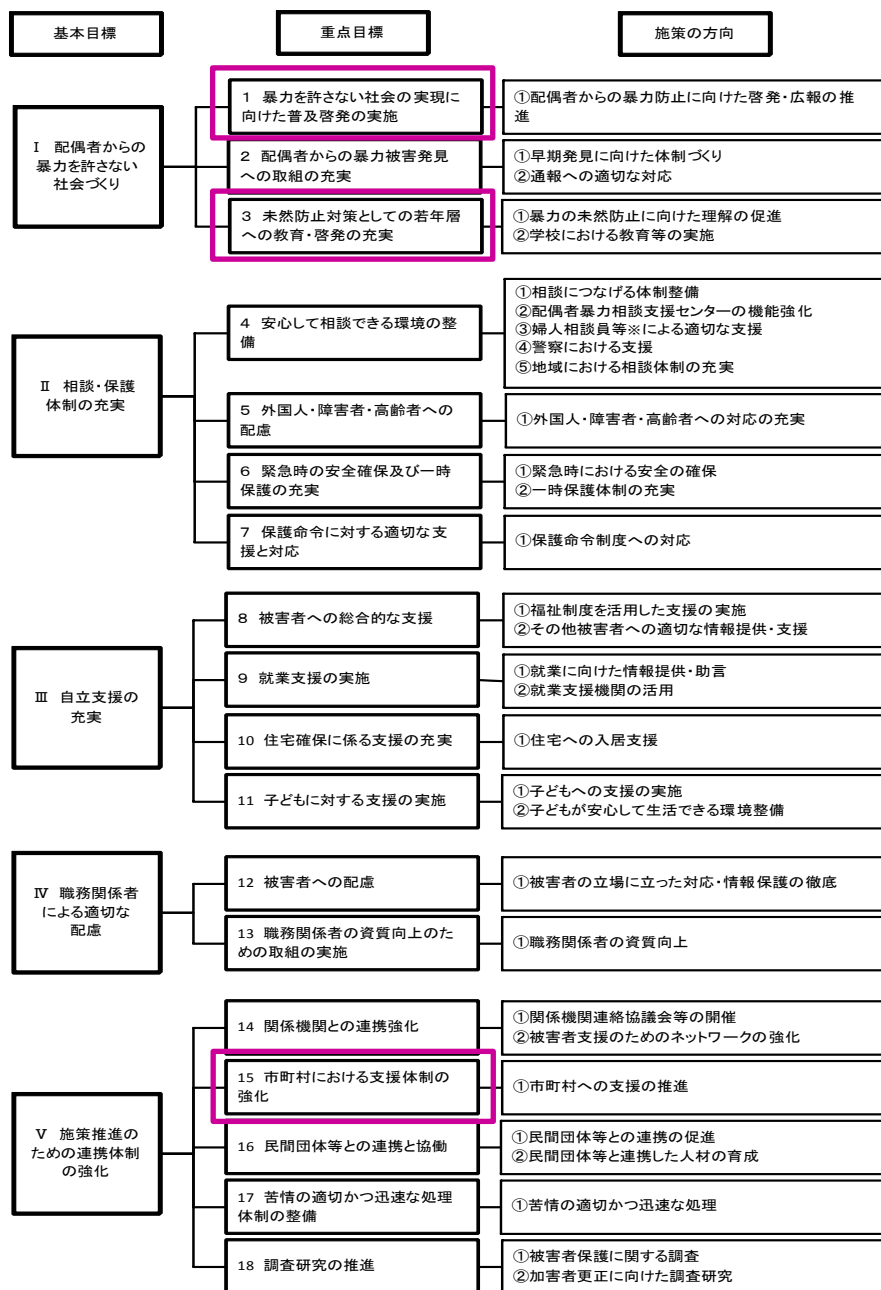 基本目標
重点目標
施策の方向
Ⅰ 配偶者からの
暴力を許さない
社会づくり
1 暴力を許さない社会の実現に
向けた普及啓発の実施
①配偶者からの暴力防止に向けた啓発・広報の推
進
2 配偶者からの暴力被害発見
への取組の充実
①早期発見に向けた体制づくり
②通報への適切な対応
3 未然防止対策としての若年層
への教育・啓発の充実
①暴力の未然防止に向けた理解の促進
②学校における教育等の実施
Ⅱ 相談・保護
体制の充実
4 安心して相談できる環境の整
備
①相談につなげる体制整備
②配偶者暴力相談支援センターの機能強化
③婦人相談員等※による適切な支援
④警察における支援
⑤地域における相談体制の充実
5 外国人・障害者・高齢者への
配慮
①外国人・障害者・高齢者への対応の充実
6 緊急時の安全確保及び一時
保護の充実
①緊急時における安全の確保
②一時保護体制の充実
7 保護命令に対する適切な支
援と対応
①保護命令制度への対応
Ⅲ 自立支援の
充実
8 被害者への総合的な支援
①福祉制度を活用した支援の実施
②その他被害者への適切な情報提供・支援
9 就業支援の実施
①就業に向けた情報提供・助言
②就業支援機関の活用
10 住宅確保に係る支援の充実
①住宅への入居支援
11 子どもに対する支援の実施
①子どもへの支援の実施
②子どもが安心して生活できる環境整備
Ⅳ 職務関係者
による適切な
配慮
12 被害者への配慮
①被害者の立場に立った対応・情報保護の徹底
13 職務関係者の資質向上のた
めの取組の実施
①職務関係者の資質向上
Ⅴ 施策推進の
ための連携体制
の強化
14 関係機関との連携強化
①関係機関連絡協議会等の開催
②被害者支援のためのネットワークの強化
15 市町村における支援体制の
強化
①市町村への支援の推進
16 民間団体等との連携と協働
①民間団体等との連携の促進
②民間団体等と連携した人材の育成
17 苦情の適切かつ迅速な処理
体制の整備
①苦情の適切かつ迅速な処理
18 調査研究の推進
①被害者保護に関する調査
②加害者更正に向けた調査研究